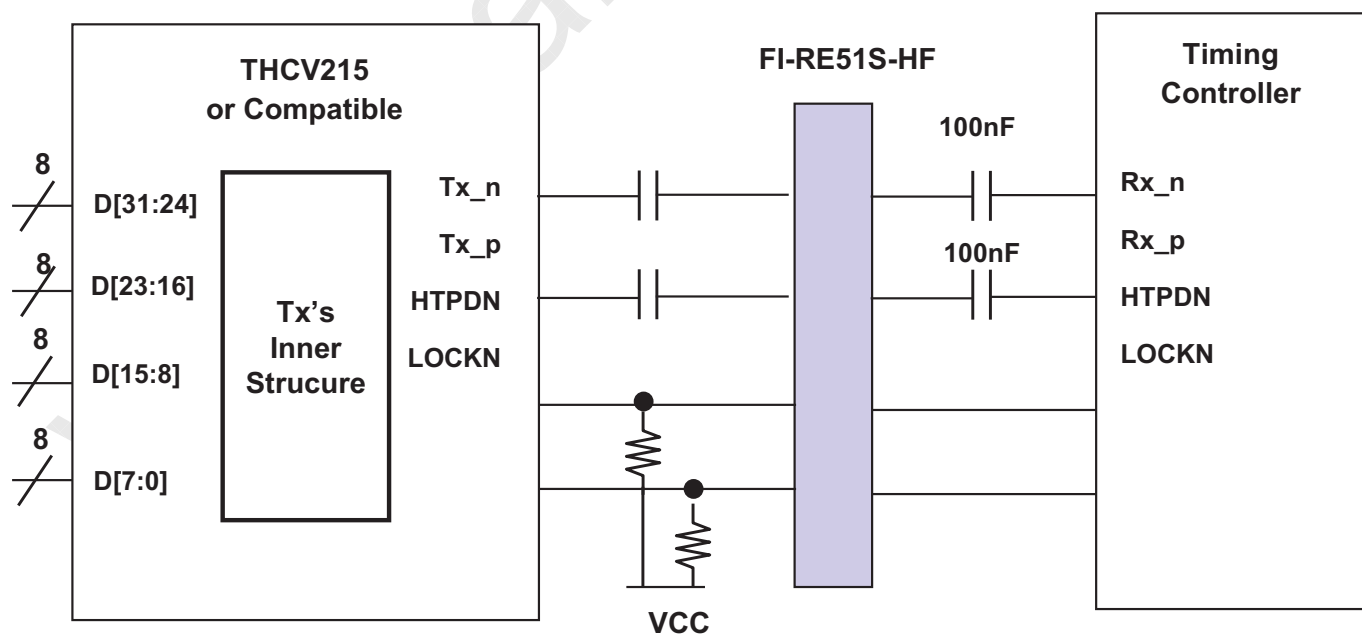 THCV215
or Compatible
8
D[31:24]
8
D[23:16]
8
D[15:8]
8
D[7:0]
Tx's
Inner
Strucure
Tx_n
Tx_p
HTPDN
LOCKN
VCC
FI-RE51S-HF
100nF
100nF
Timing
Controller
Rx_n
Rx_p
HTPDN
LOCKN